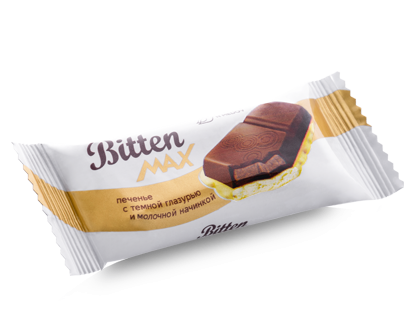 Bitten
MAX
печенье
с темной глазурью
и молочной начинкой
Bitten